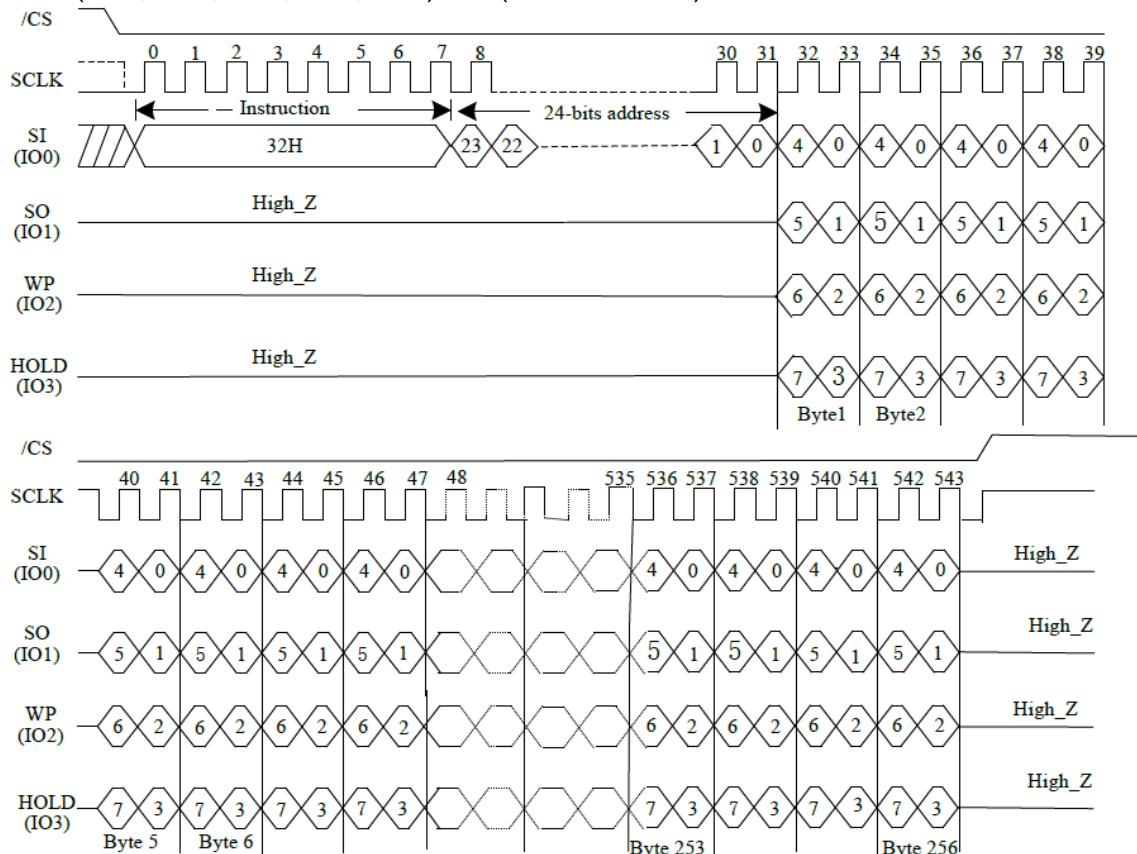 /CS
0 1 2 3 4 5 6 7 8 30 31 32 33 34 35 36 37 38 39
SCLK
Instruction 24-bits address
SI
(IO0)
32H 23 22 1 0 4 0 4 0 4 0 4 0
High_Z
SO
(IO1)
5 1 5 1 5 1 5 1
High_Z
WP
(IO2)
6 2 6 2 6 2 6 2
High_Z
HOLD
(IO3)
7 3 7 3 7 3 7 3
Byte1 Byte2
/CS
40 41 42 43 44 45 46 47 48 535 536 537 538 539 540 541 542 543
SCLK
SI
(IO0)
4 0 4 0 4 0 4 0 4 0 4 0 4 0 4 0
High_Z
SO
(IO1)
5 1 5 1 5 1 5 1 5 1 5 1 5 1 5 1
High_Z
WP
(IO2)
6 2 6 2 6 2 6 2 6 2 6 2 6 2 6 2
High_Z
HOLD
(IO3)
7 3 7 3 7 3 7 3 7 3 7 3 7 3 7 3
High_Z
Byte 5 Byte 6 Byte 253 Byte 256